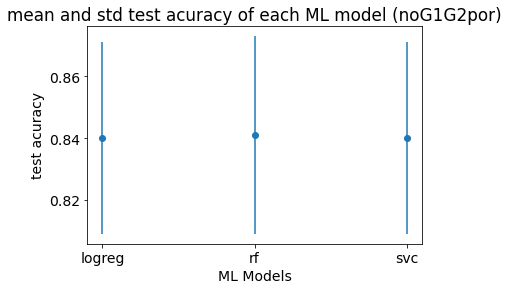 mean and std test acuracy of each ML model (noG1G2por)
test acuracy
0.86
0.84
0.82
logreg
rf
svc
ML Models